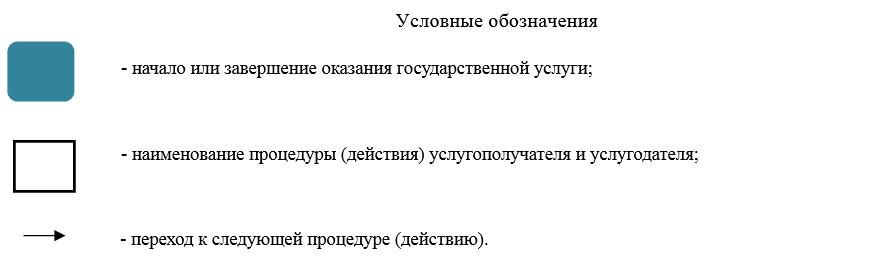 Условные обозначения
- начало или завершение оказания государственной услуги;
- наименование процедуры (действия) услугополучателя и услугодателя;
- переход к следующей процедуре (действию).